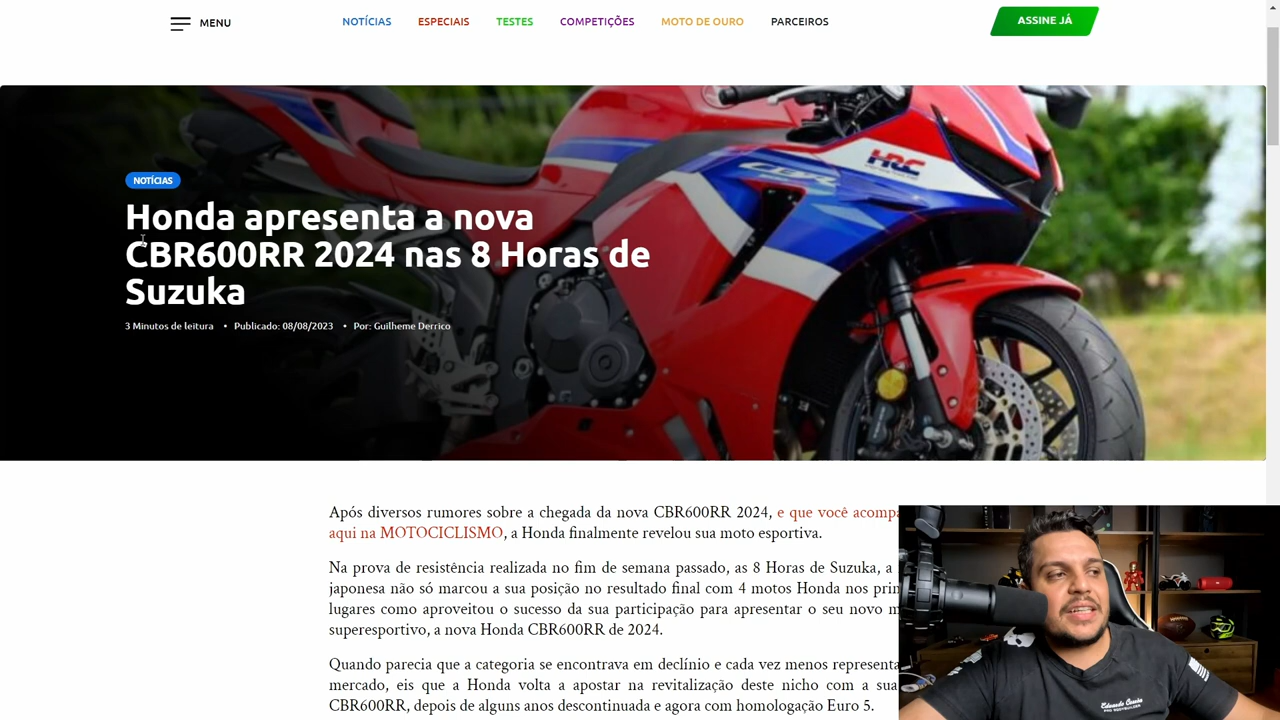 MENU
NOTÍCIAS
ESPECIAIS
TESTES
COMPETIÇÕES
MOTO DE OURO
PARCEIROS
ASSINE JÁ
HRC
CBR
NOTÍCIAS
Honda apresenta a nova
CBR600RR 2024 nas 8 Horas de
Suzuka
3 Minutos de leitura • Publicado: 08/08/2023 • Por: Guilheme Derrico
Após diversos rumores sobre a chegada da nova CBR600RR 2024, e que você acompa
aqui na MOTOCICLISMO, a Honda finalmente revelou sua moto esportiva.
Na prova de resistência realizada no fim de semana passado, as 8 Horas de Suzuka, a
japonesa não só marcou a sua posição no resultado final com 4 motos Honda nos prin
lugares como aproveitou o sucesso da sua participação para apresentar o seu novo m
superesportivo, a nova Honda CBR600RR de 2024.
Quando parecia que a categoria se encontrava em declínio e cada vez menos representa
mercado, eis que a Honda volta a apostar na revitalização deste nicho com a sua
CBR600RR, depois de alguns anos descontinuada e agora com homologação Euro 5.